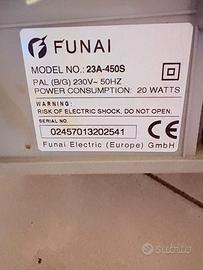 FUNAI
MODEL NO.: 23A-450S
PAL (B/G) 230V~ 50HZ
POWER CONSUMPTION: 20 WATTS
WARNING:
RISK OF ELECTRIC SHOCK, DO NOT OPEN.
SERIAL NO.
02457013202541
Funai Electric (Europe) GmbH
subito